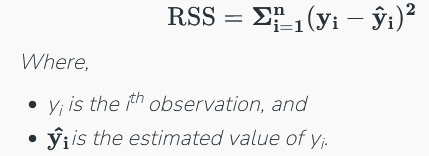 RSS = Σⁿᵢ₌₁(yᵢ − ŷᵢ)²
Where,
• yᵢ is the iᵗʰ observation, and
• ŷᵢ is the estimated value of yᵢ.